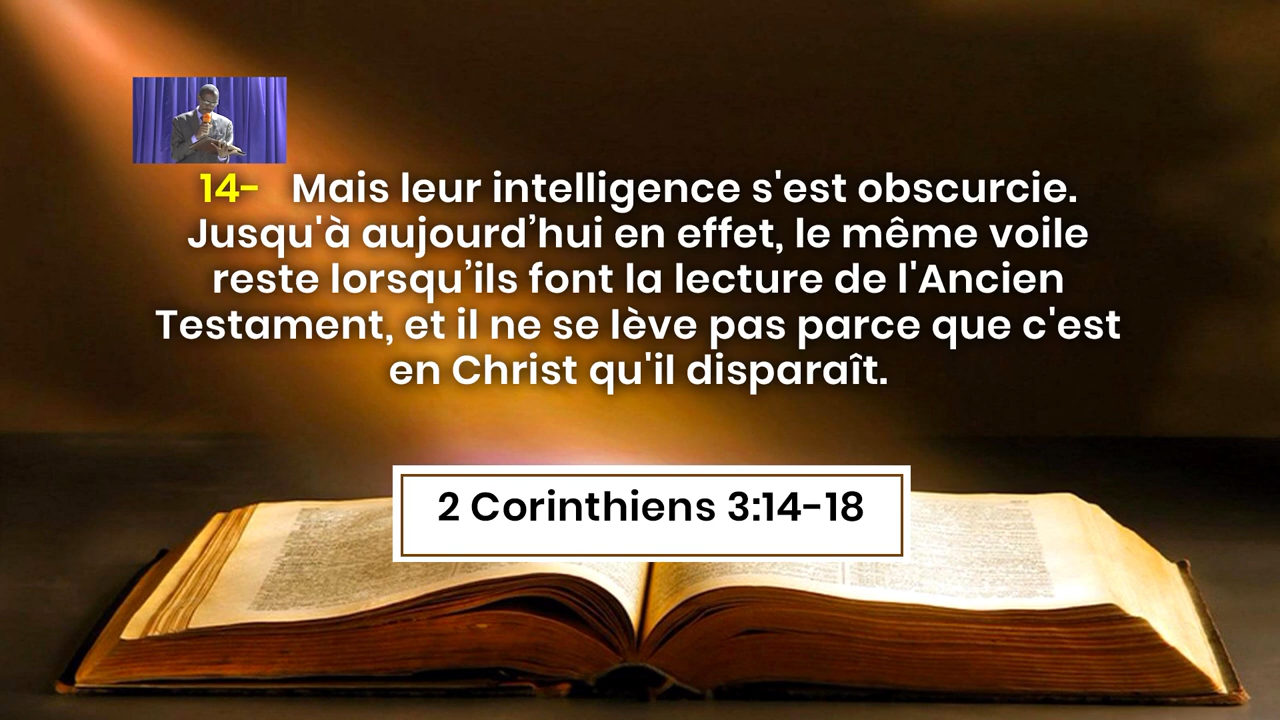 14- Mais leur intelligence s'est obscurcie.
Jusqu'à aujourd’hui en effet, le même voile
reste lorsqu’ils font la lecture de l'Ancien
Testament, et il ne se lève pas parce que c'est
en Christ qu'il disparaît.
2 Corinthiens 3:14-18